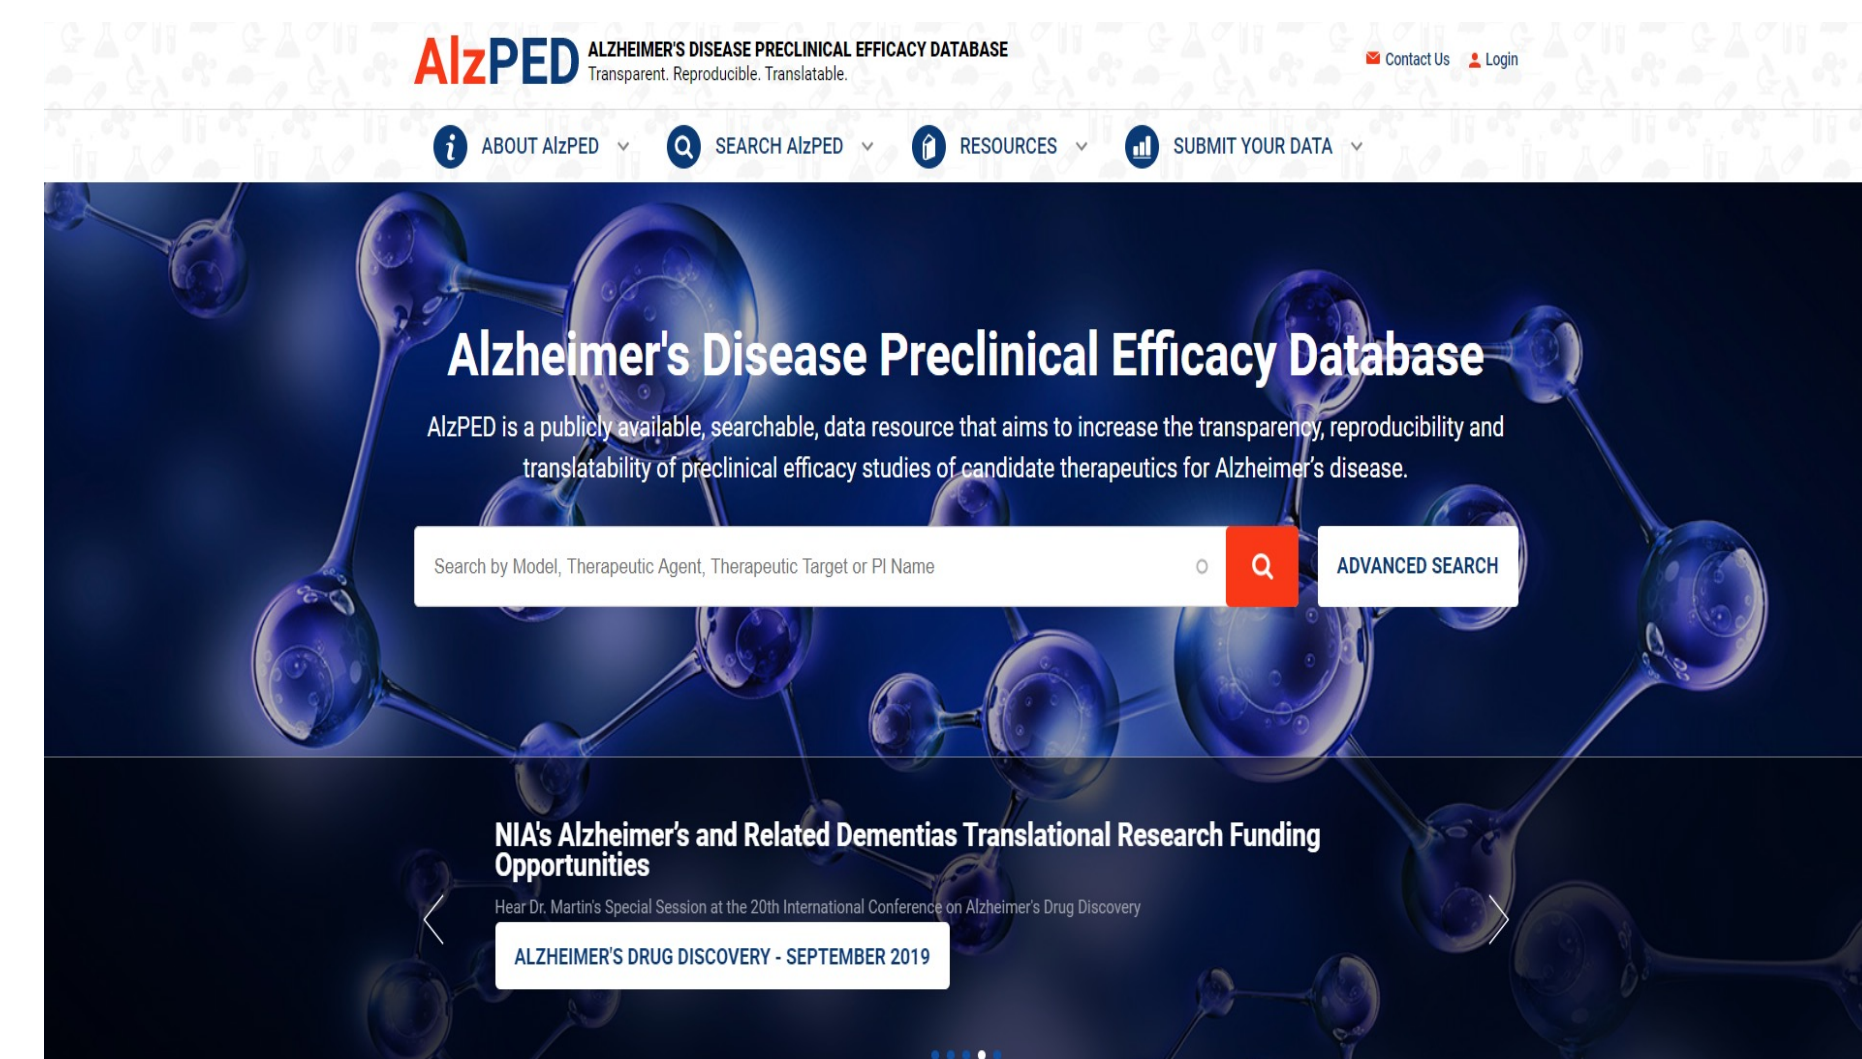 AlzPED
ALZHEIMER'S DISEASE PRECLINICAL EFFICACY DATABASE
Transparent. Reproducible. Translatable.
Contact Us
Login
ABOUT AlzPED
SEARCH AlzPED
RESOURCES
SUBMIT YOUR DATA
Alzheimer's Disease Preclinical Efficacy Database
AlzPED is a publicly available, searchable, data resource that aims to increase the transparency, reproducibility and
translatability of preclinical efficacy studies of candidate therapeutics for Alzheimer's disease.
Search by Model, Therapeutic Agent, Therapeutic Target or PI Name
ADVANCED SEARCH
NIA's Alzheimer's and Related Dementias Translational Research Funding
Opportunities
Hear Dr. Martin's Special Session at the 20th International Conference on Alzheimer's Drug Discovery
ALZHEIMER'S DRUG DISCOVERY - SEPTEMBER 2019